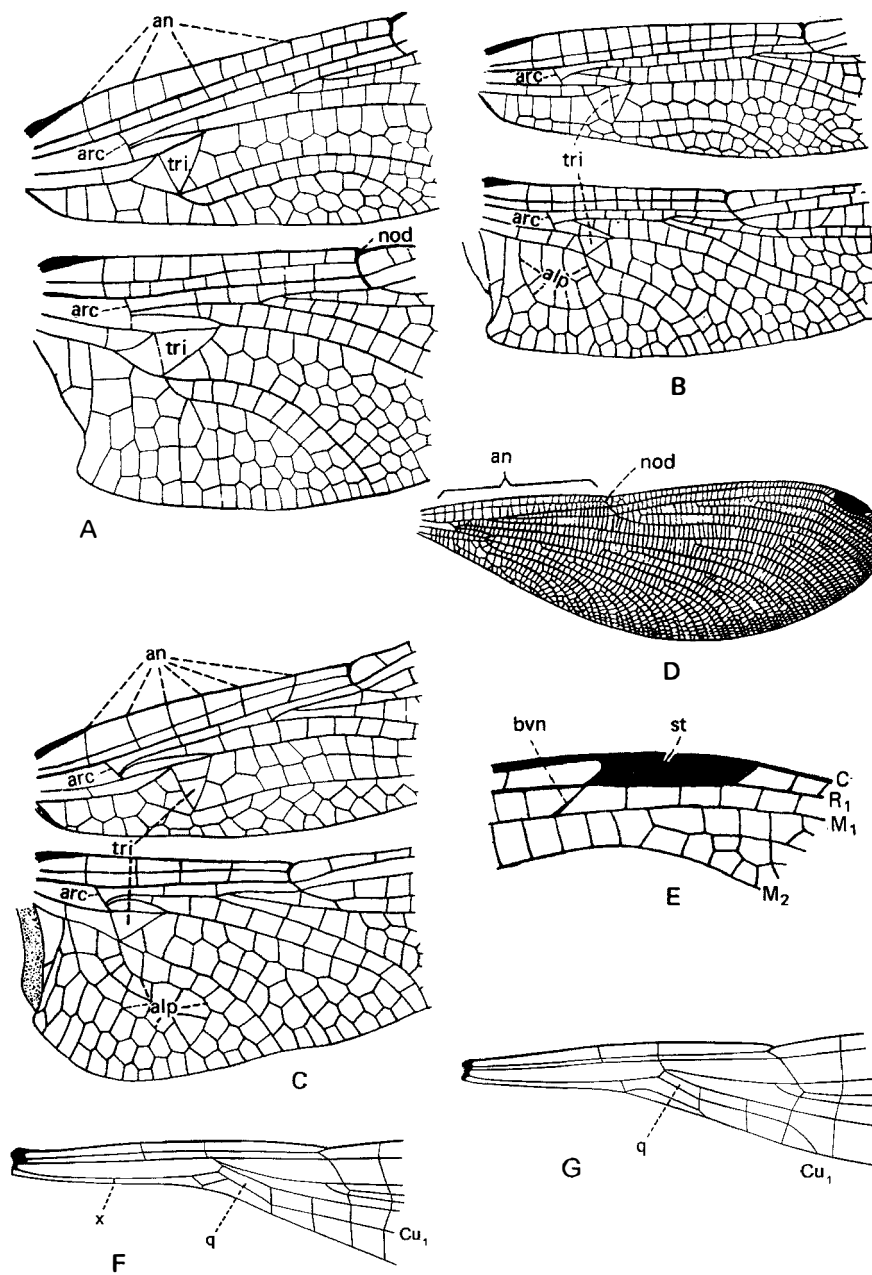 an
arc
tri
nod
arc
tri
A
arc
tri
arc
alp
B
an
nod
D
an
arc
tri
arc
alp
C
bvn
st
C
R1
M1
M2
E
q
Cu1
G
x
q
Cu1
F